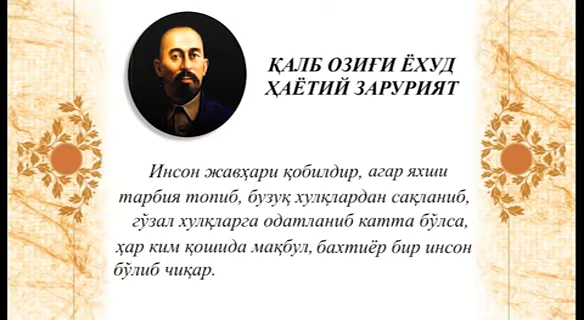 ҚАЛБ ОЗИҒИ ЁХУД
ҲАЁТИЙ ЗАРУРИЯТ
Инсон жавҳари қобилдир, агар яхши
тарбия топиб, бузуқ хулқлардан сақланиб,
гўзал хулқларга одатланиб катта бўлса,
ҳар ким қошида мақбул, бахтиёр бир инсон
бўлиб чиқар.